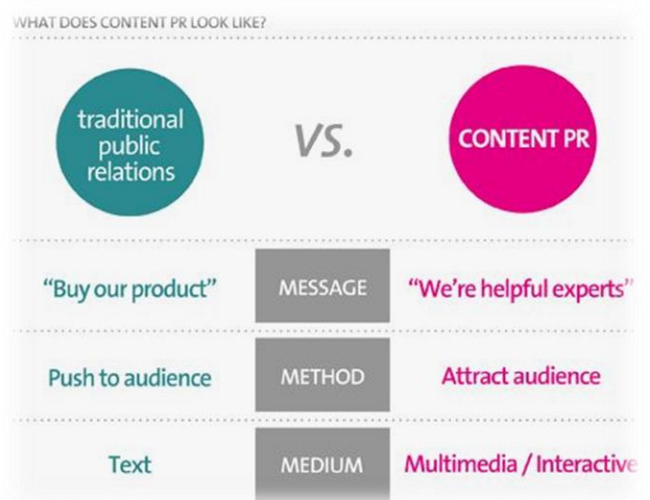 WHAT DOES CONTENT PR LOOK LIKE?
traditional
public
relations
VS.
CONTENT PR
“Buy our product”
MESSAGE
“We’re helpful experts”
Push to audience
METHOD
Attract audience
Text
MEDIUM
Multimedia / Interactive